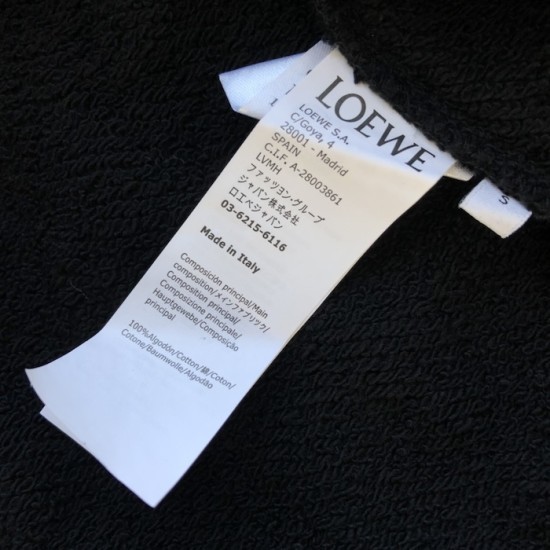 LOEWE
LOEWE S.A.
C/Goya, 4
28001 - Madrid
SPAIN
C.I.F. A-28003861
LVMH
ファッツョン・グループ
ジャパン株式会社
ロエベジャパン
03-6215-6116
Made in Italy
Composición principal/Main
composition/メインファブリック/
Composition principal/
Composizione principale/
Hauptgewebe/Composição
principal
100%Algodón/Cotton/綿/Coton/
Cotone/Baumwolle/Algodão
S